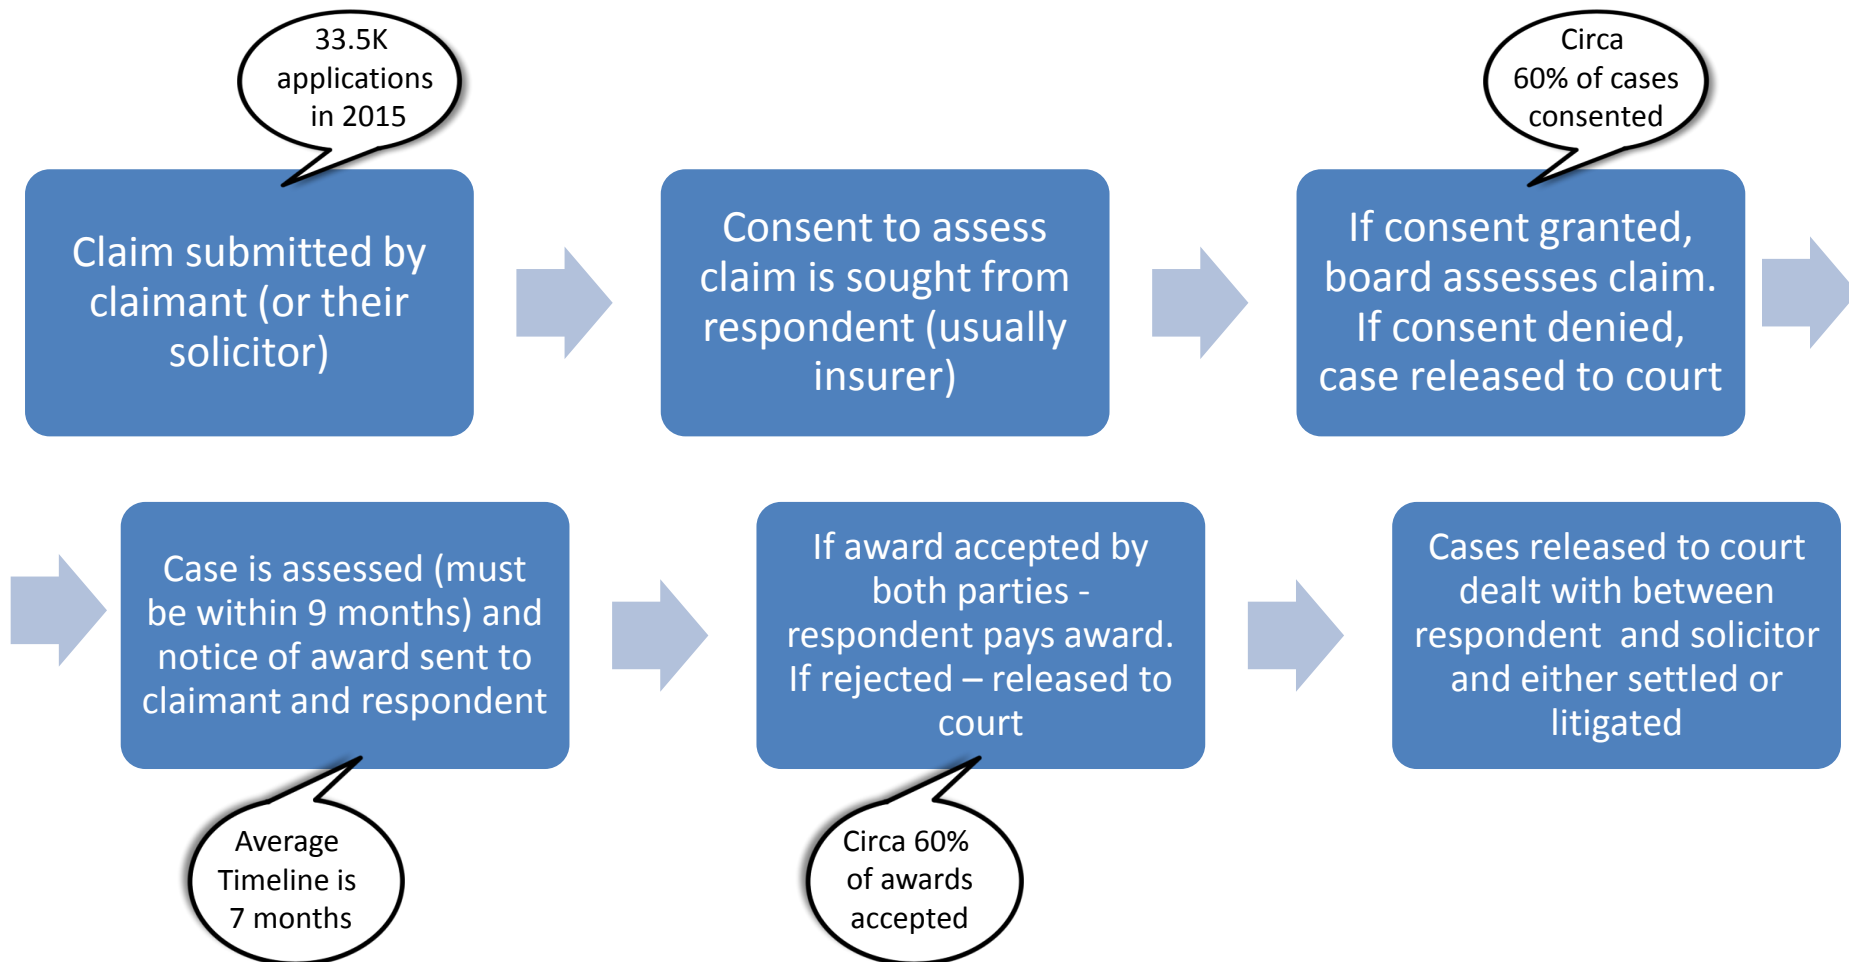 33.5K
applications
in 2015
Circa
60% of cases
consented
Claim submitted by
claimant (or their
solicitor)
Consent to assess
claim is sought from
respondent (usually
insurer)
If consent granted,
board assesses claim.
If consent denied,
case released to court
Case is assessed (must
be within 9 months) and
notice of award sent to
claimant and respondent
If award accepted by
both parties -
respondent pays award.
If rejected – released to
court
Cases released to court
dealt with between
respondent and solicitor
and either settled or
litigated
Average
Timeline is
7 months
Circa 60%
of awards
accepted